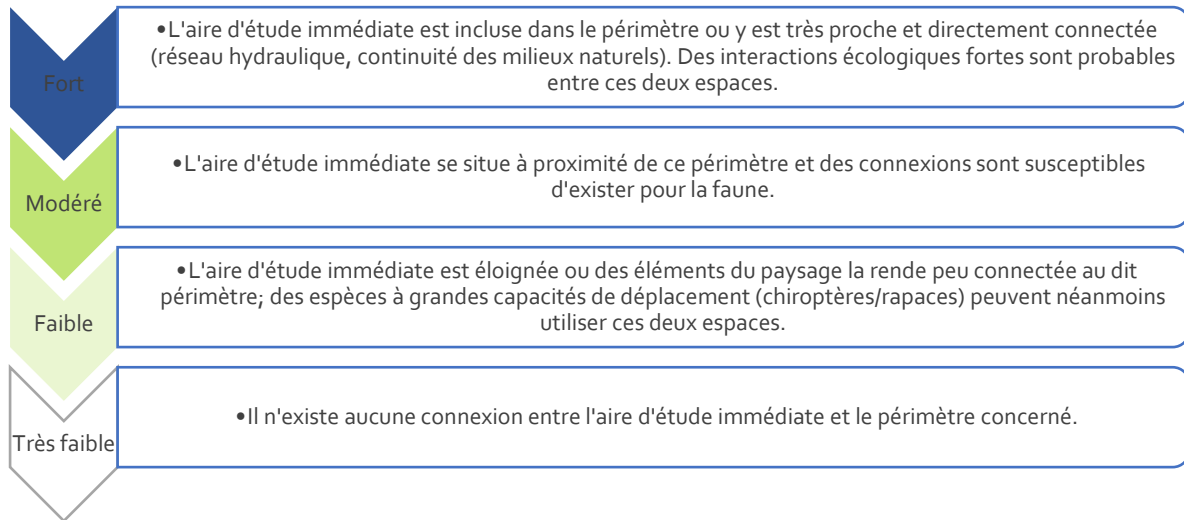 Fort
•L'aire d'étude immédiate est incluse dans le périmètre ou y est très proche et directement connectée
(réseau hydraulique, continuité des milieux naturels). Des interactions écologiques fortes sont probables
entre ces deux espaces.
Modéré
•L'aire d'étude immédiate se situe à proximité de ce périmètre et des connexions sont susceptibles
d'exister pour la faune.
Faible
•L'aire d'étude immédiate est éloignée ou des éléments du paysage la rende peu connectée au dit
périmètre; des espèces à grandes capacités de déplacement (chiroptères/rapaces) peuvent néanmoins
utiliser ces deux espaces.
Très faible
•Il n'existe aucune connexion entre l'aire d'étude immédiate et le périmètre concerné.